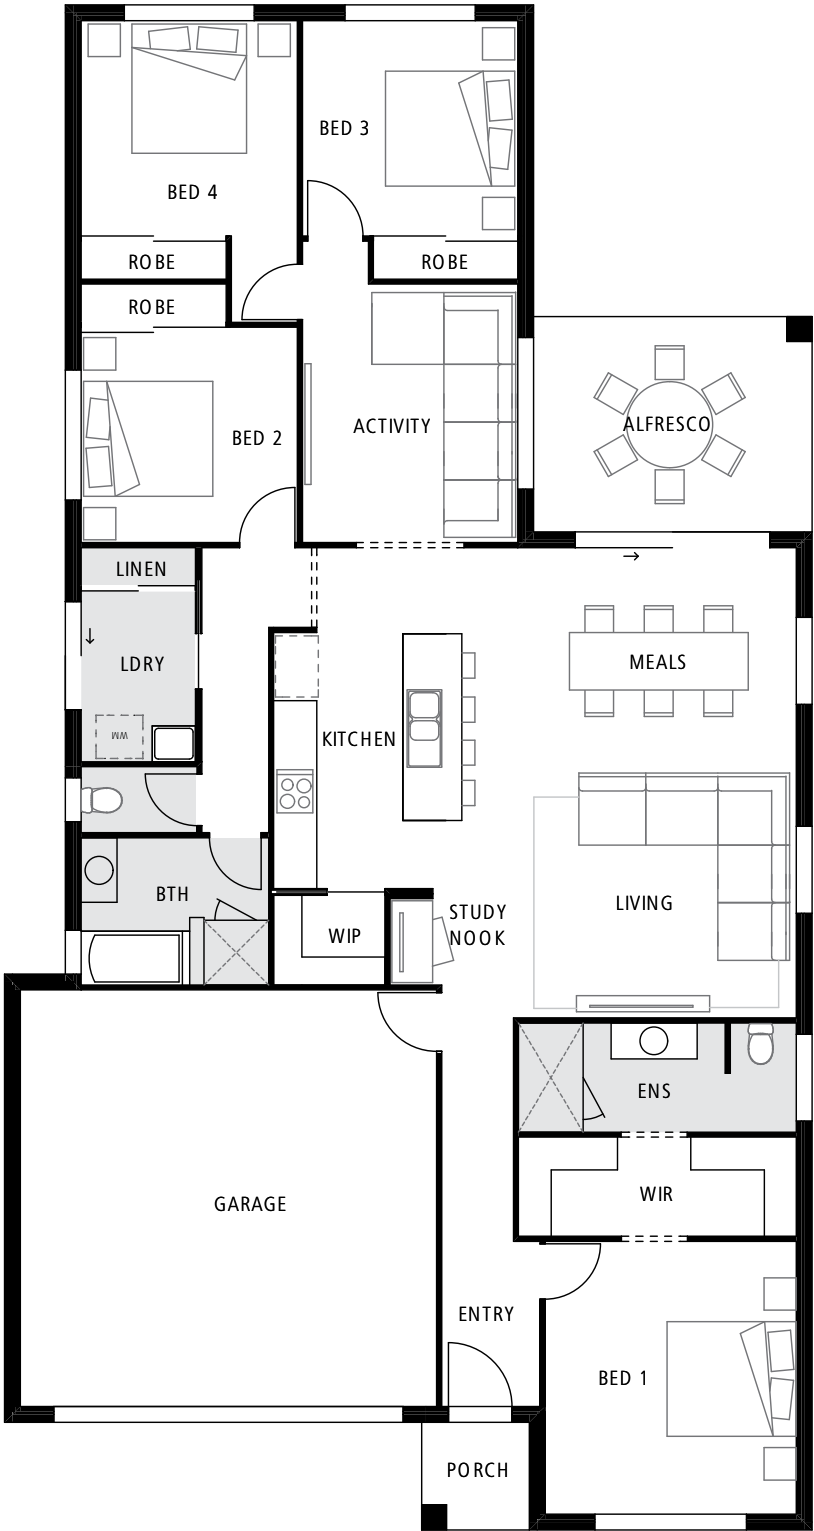 BED 3
BED 4
ROBE
ROBE
ROBE
ACTIVITY
ALFRESCO
BED 2
LINEN
LDRY
MEALS
WM
KITCHEN
BTH
LIVING
STUDY
NOOK
WIP
ENS
WIR
GARAGE
ENTRY
BED 1
PORCH